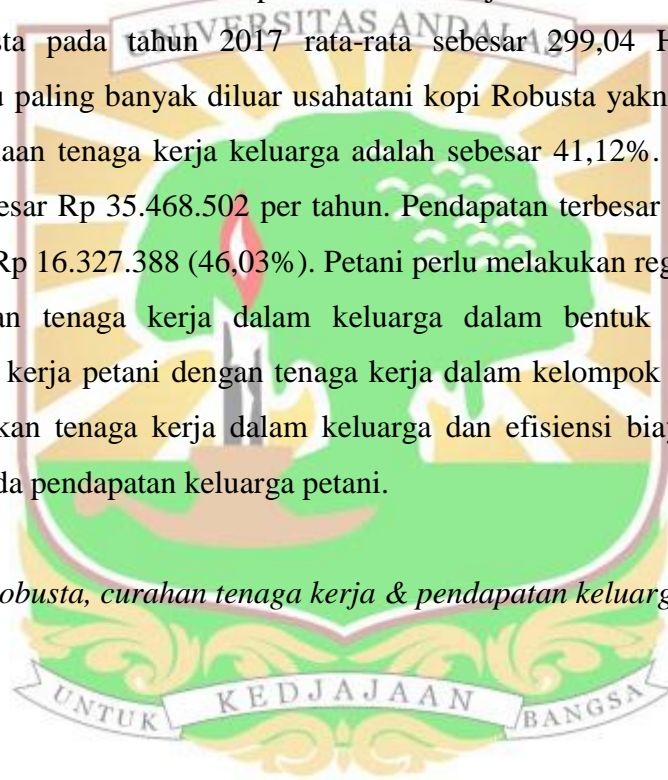 UNIVERSITAS ANDALAS
sta pada tahun 2017 rata-rata sebesar 299,04 H
u paling banyak diluar usahatani kopi Robusta yakn
naan tenaga kerja keluarga adalah sebesar 41,12%.
esar Rp 35.468.502 per tahun. Pendapatan terbesar
Rp 16.327.388 (46,03%). Petani perlu melakukan reg
an tenaga kerja dalam keluarga dalam bentuk
kerja petani dengan tenaga kerja dalam kelompok
kan tenaga kerja dalam keluarga dan efisiensi bia
da pendapatan keluarga petani.
obusta, curahan tenaga kerja & pendapatan keluarg
UNTUK KEDJAJAAN BANGSA